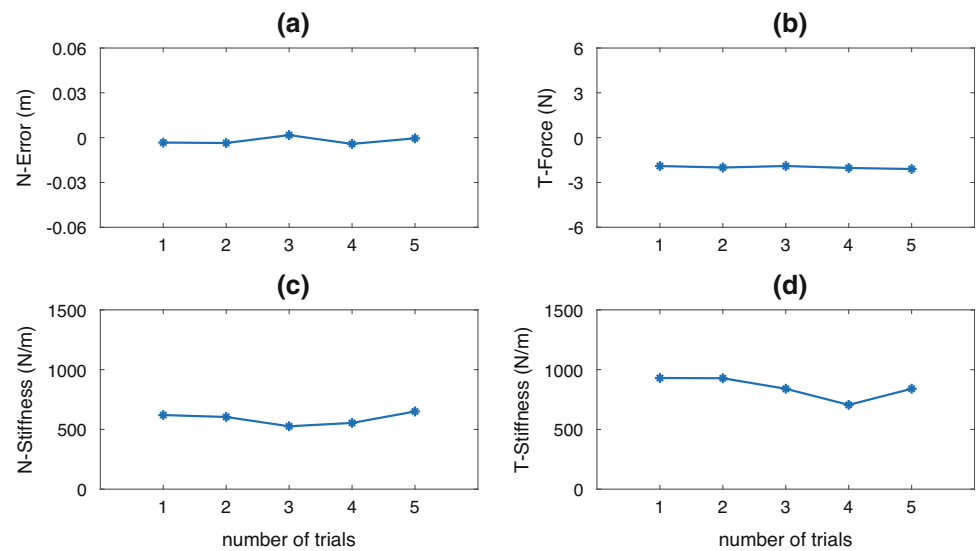 (a)
0.06
0.03
0
-0.03
-0.06
N-Error (m)
1 2 3 4 5
(b)
6
3
0
-3
-6
T-Force (N)
1 2 3 4 5
(c)
1500
1000
500
0
N-Stiffness (N/m)
1 2 3 4 5
number of trials
(d)
1500
1000
500
0
T-Stiffness (N/m)
1 2 3 4 5
number of trials